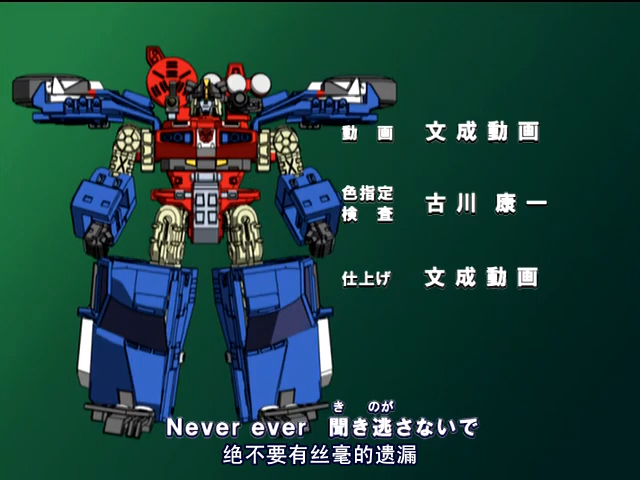 動画 文成動画
色指定
検査 古川 康一
仕上げ 文成動画
き のが
Never ever 聞き逃さないで
绝不要有丝毫的遗漏